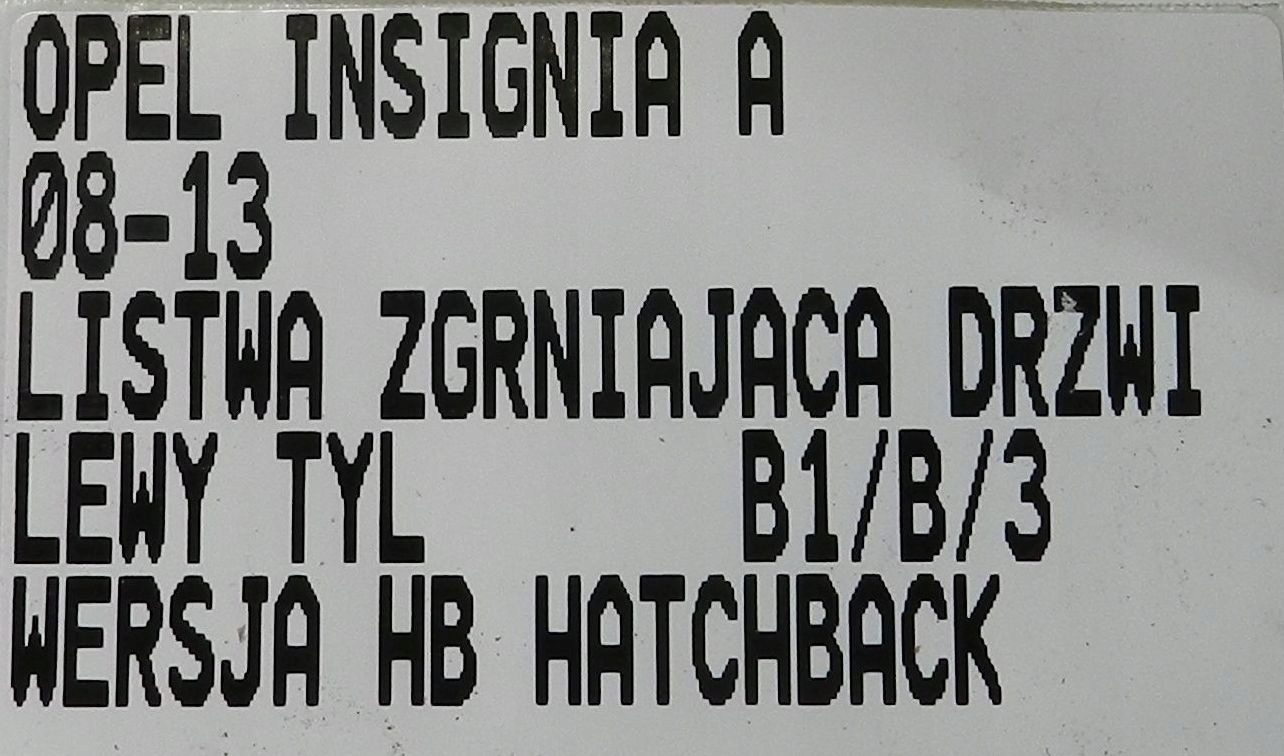 OPEL INSIGNIA A
08-13
LISTWA ZGRNIAJACA DRZWI
LEWY TYL B1/B/3
WERSJA HB HATCHBACK